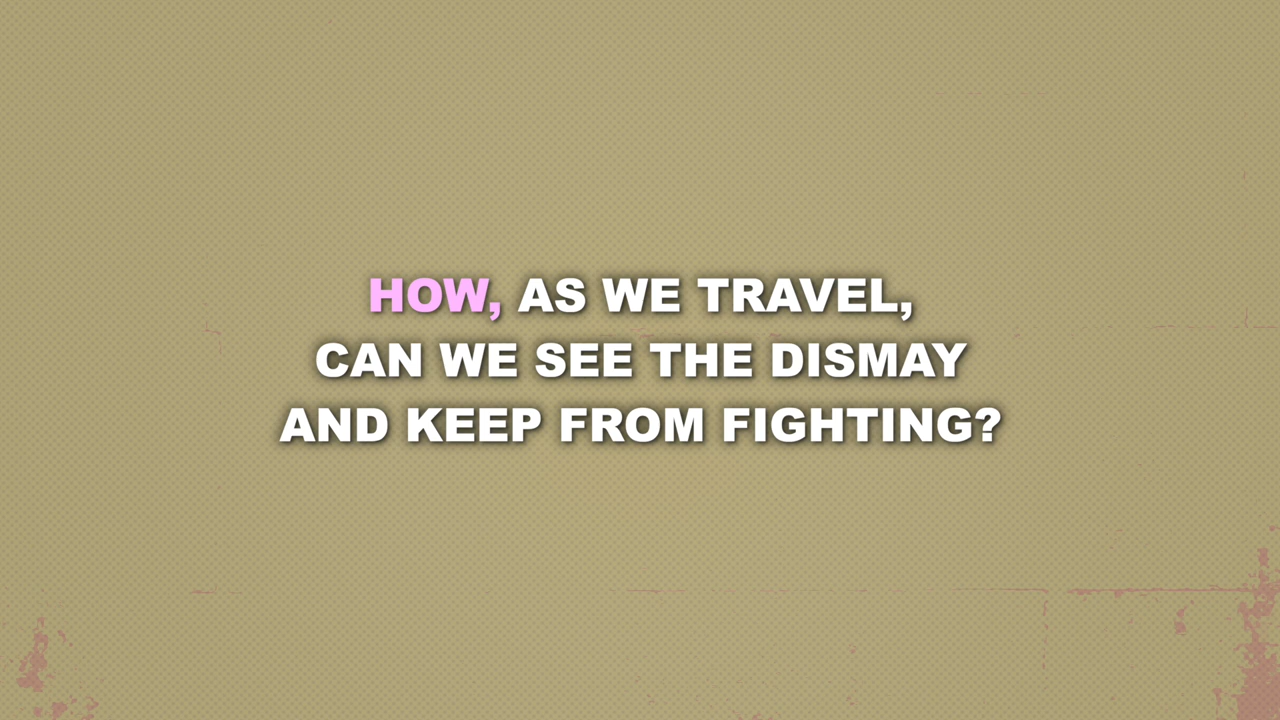 HOW, AS WE TRAVEL,
CAN WE SEE THE DISMAY
AND KEEP FROM FIGHTING?